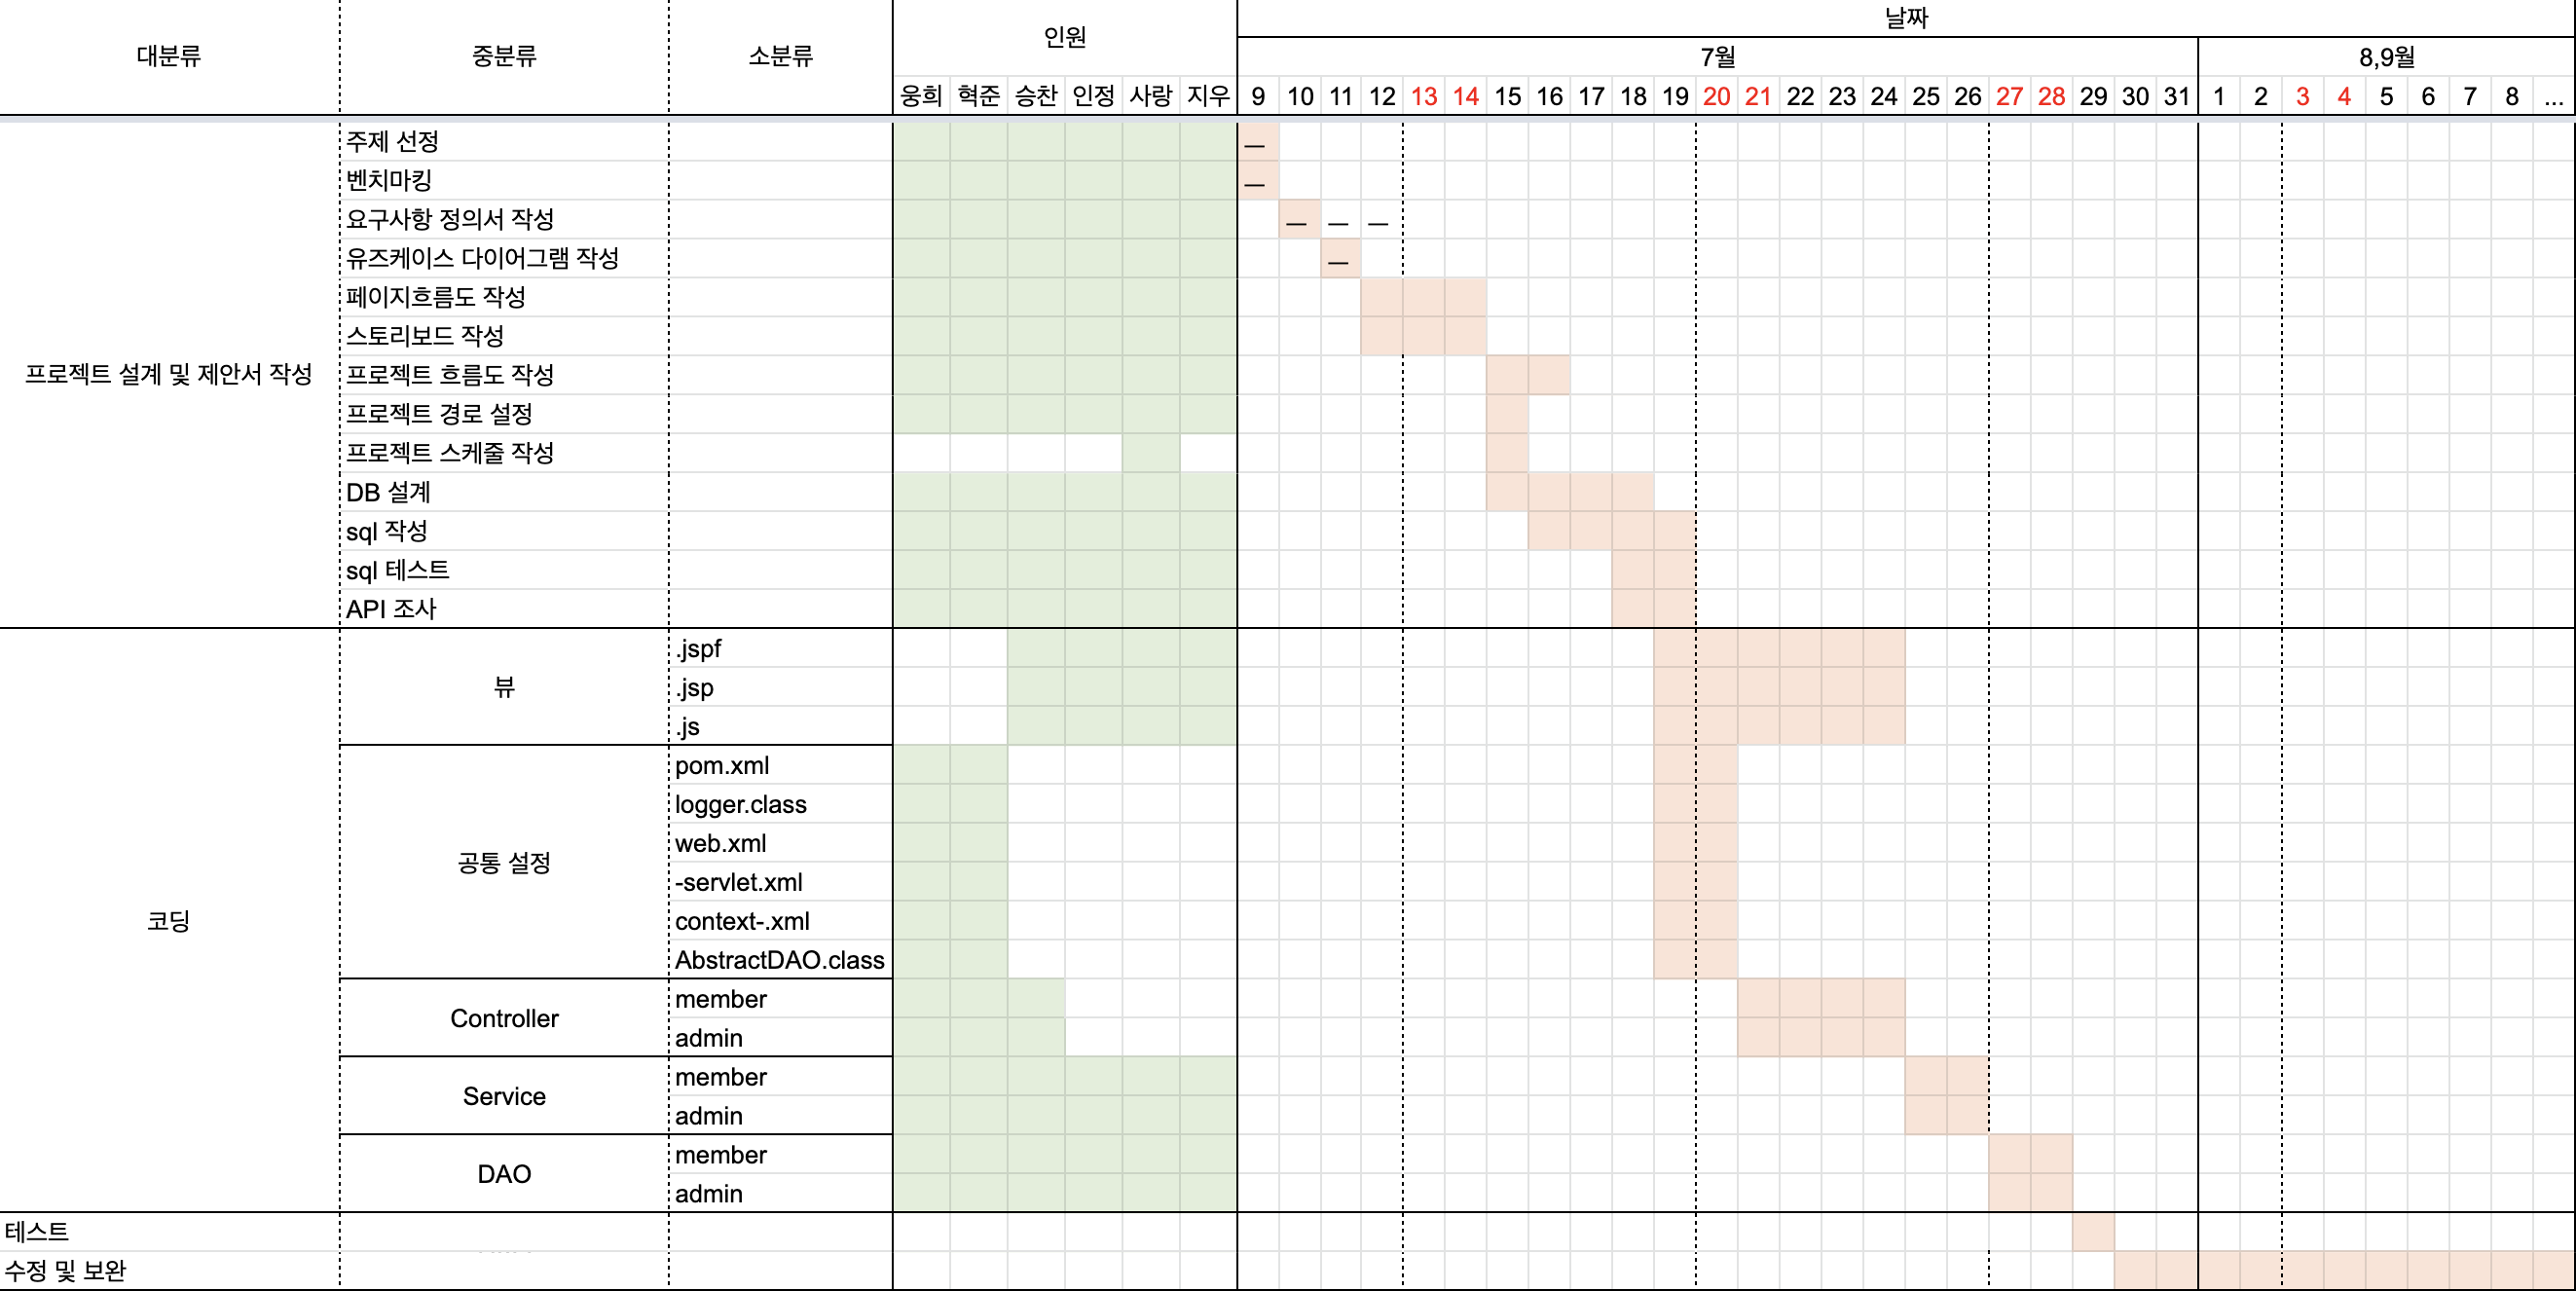 대분류 중분류 소분류 인원 날짜
7월 8,9월
웅희 혁준 승찬 인정 사랑 지우 9 10 11 12 13 14 15 16 17 18 19 20 21 22 23 24 25 26 27 28 29 30 31 1 2 3 4 5 6 7 8 ...
프로젝트 설계 및 제안서 작성
주제 선정 —
벤치마킹 —
요구사항 정의서 작성 — — —
유즈케이스 다이어그램 작성 —
페이지흐름도 작성
스토리보드 작성
프로젝트 흐름도 작성
프로젝트 경로 설정
프로젝트 스케줄 작성
DB 설계
sql 작성
sql 테스트
API 조사
코딩
뷰
.jspf
.jsp
.js
공통 설정
pom.xml
logger.class
web.xml
-servlet.xml
context-.xml
AbstractDAO.class
Controller
member
admin
Service
member
admin
DAO
member
admin
테스트
수정 및 보완